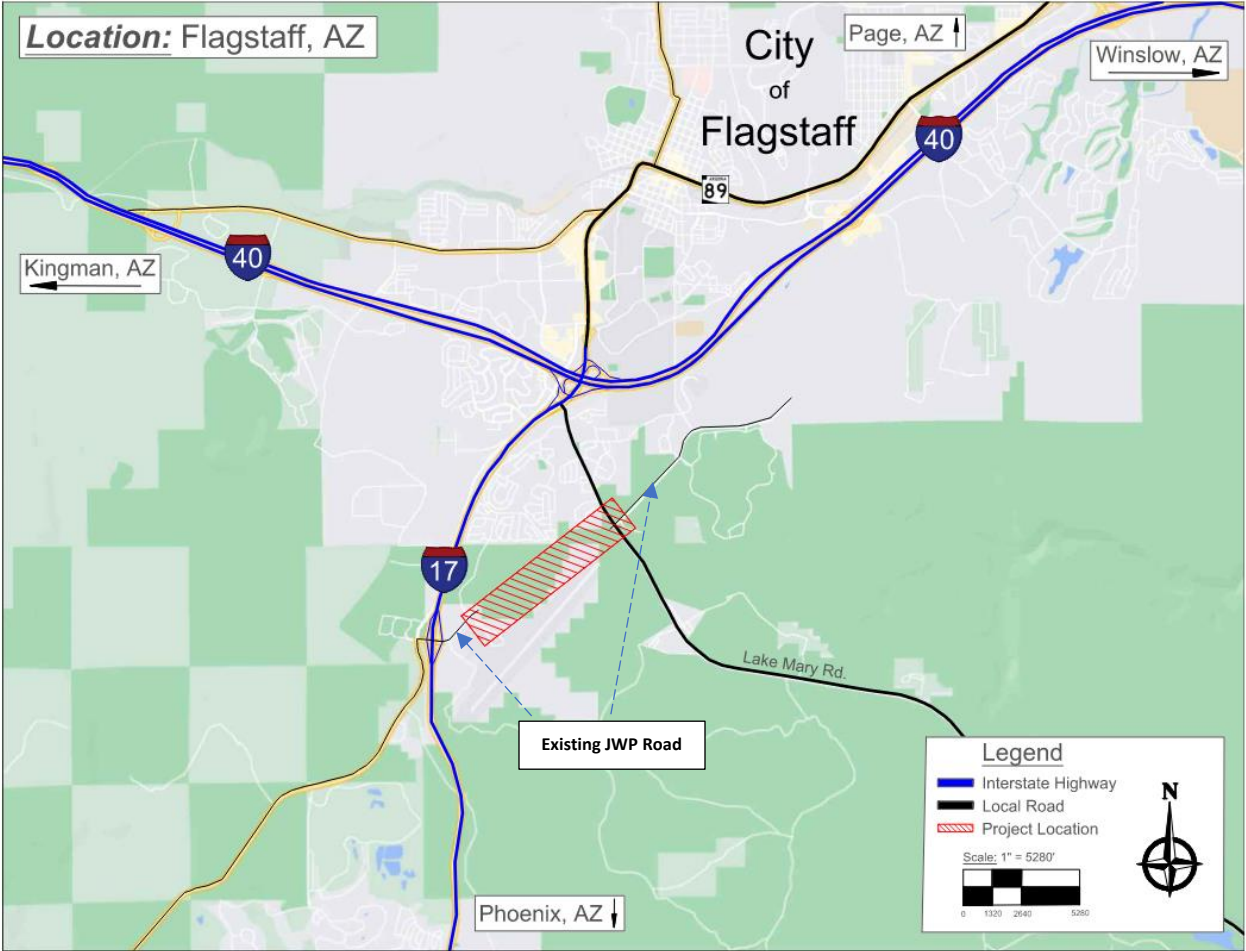 Location: Flagstaff, AZ
City
of
Flagstaff
Page, AZ
Winslow, AZ
40
ARIZONA
89
40
Kingman, AZ
17
Lake Mary Rd.
Existing JWP Road
Phoenix, AZ
Legend
Interstate Highway
Local Road
Project Location
Scale: 1" = 5280'
0 1320 2640 5280
N